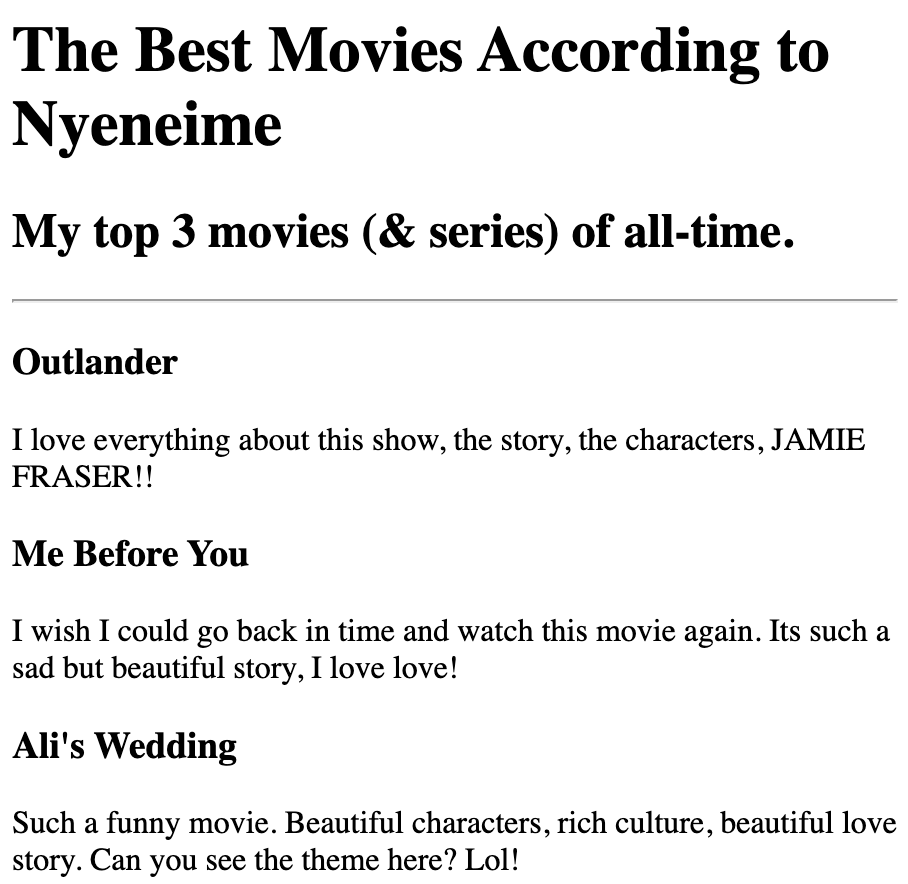 The Best Movies According to
Nyeneime
My top 3 movies (& series) of all-time.
Outlander
I love everything about this show, the story, the characters, JAMIE
FRASER!!
Me Before You
I wish I could go back in time and watch this movie again. Its such a
sad but beautiful story, I love love!
Ali's Wedding
Such a funny movie. Beautiful characters, rich culture, beautiful love
story. Can you see the theme here? Lol!